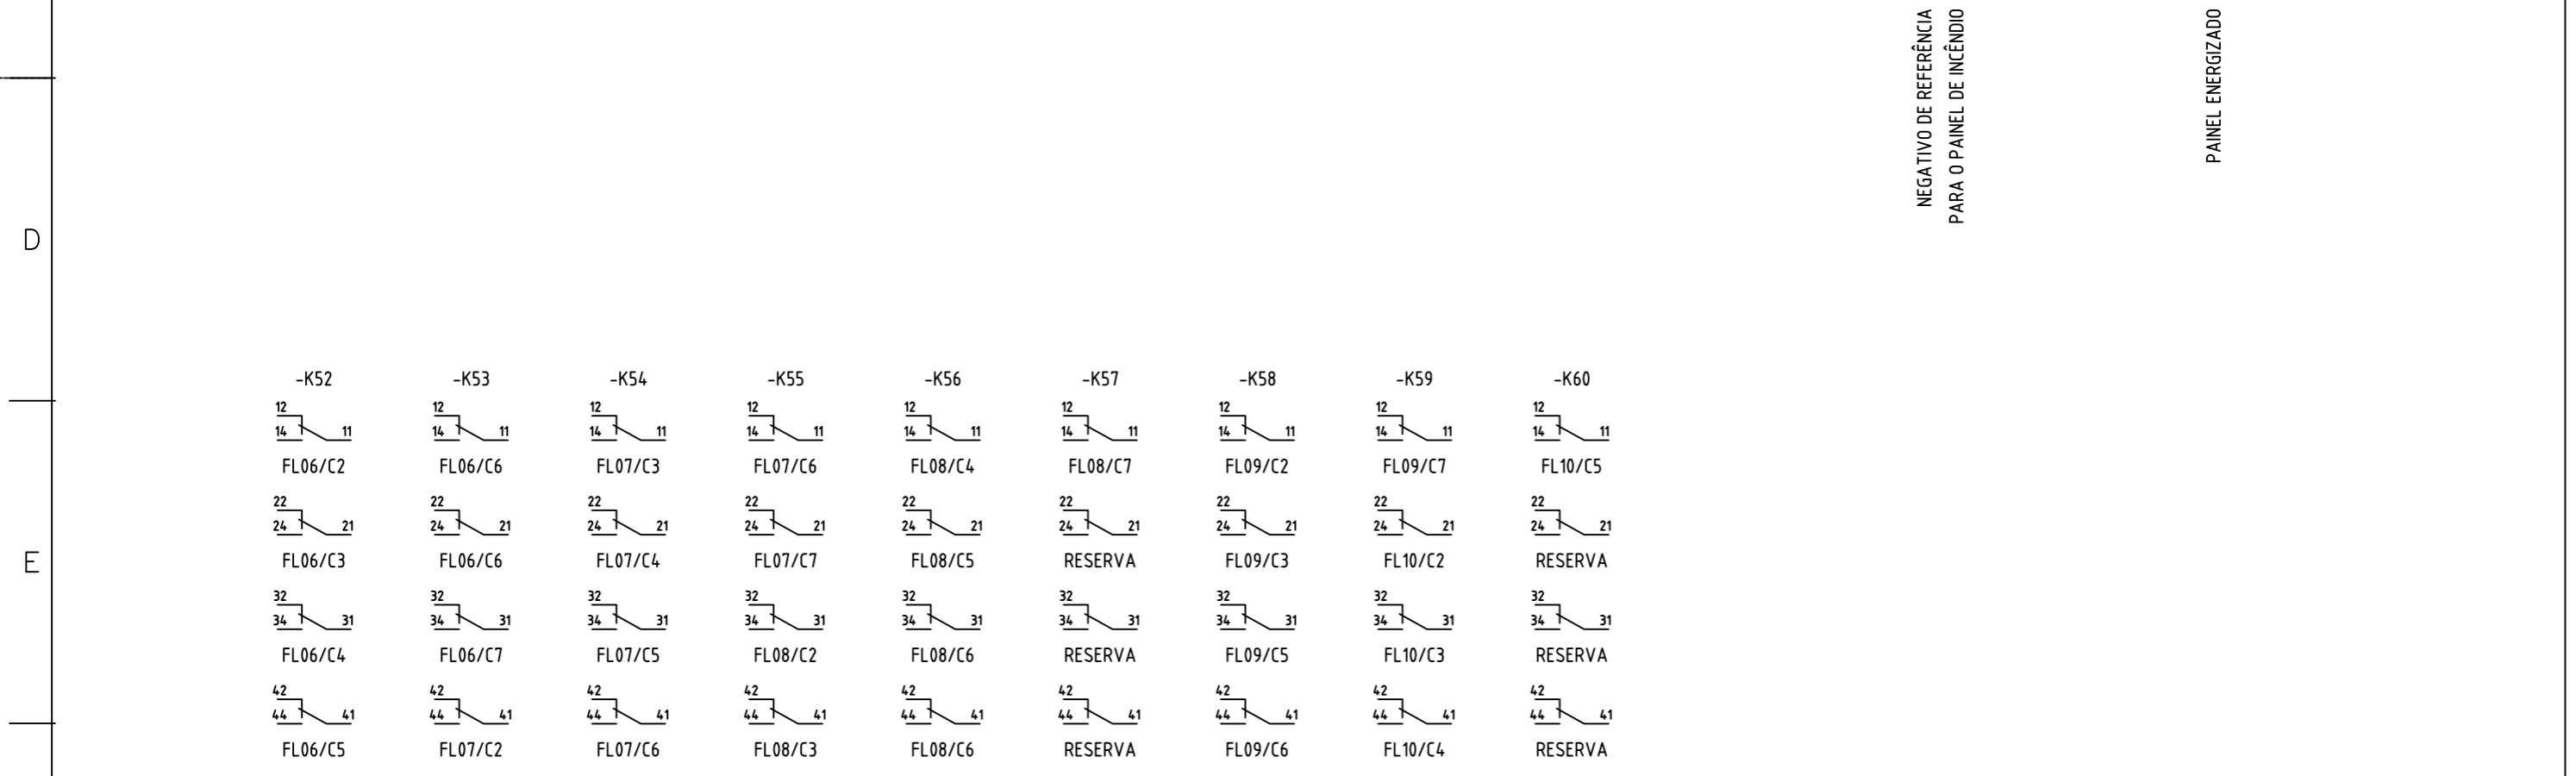 NEGATIVO DE REFERÊNCIA
PARA O PAINEL DE INCÊNDIO
PAINEL ENERGIZADO
D
-K52 -K53 -K54 -K55 -K56 -K57 -K58 -K59 -K60
12 12 12 12 12 12 12 12 12
14 11 14 11 14 11 14 11 14 11 14 11 14 11 14 11 14 11
FL06/C2 FL06/C6 FL07/C3 FL07/C6 FL08/C4 FL08/C7 FL09/C2 FL09/C7 FL10/C5
22 22 22 22 22 22 22 22 22
24 21 24 21 24 21 24 21 24 21 24 21 24 21 24 21 24 21
E
FL06/C3 FL06/C6 FL07/C4 FL07/C7 FL08/C5 RESERVA FL09/C3 FL10/C2 RESERVA
32 32 32 32 32 32 32 32 32
34 31 34 31 34 31 34 31 34 31 34 31 34 31 34 31 34 31
FL06/C4 FL06/C7 FL07/C5 FL08/C2 FL08/C6 RESERVA FL09/C5 FL10/C3 RESERVA
42 42 42 42 42 42 42 42 42
44 41 44 41 44 41 44 41 44 41 44 41 44 41 44 41 44 41
FL06/C5 FL07/C2 FL07/C6 FL08/C3 FL08/C6 RESERVA FL09/C6 FL10/C4 RESERVA